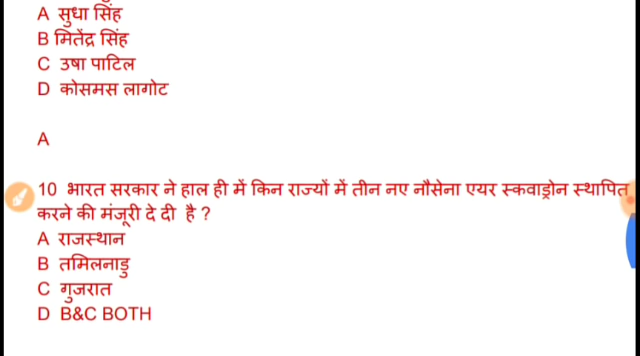 A सुधा सिंह
B मितेंद्र सिंह
C उषा पाटिल
D कोसमस लागोट
A
10 भारत सरकार ने हाल ही में किन राज्यों में तीन नए नौसेना एयर स्कवाड्रोन स्थापित
करने की मंजूरी दे दी है ?
A राजस्थान
B तमिलनाडु
C गुजरात
D B&C BOTH